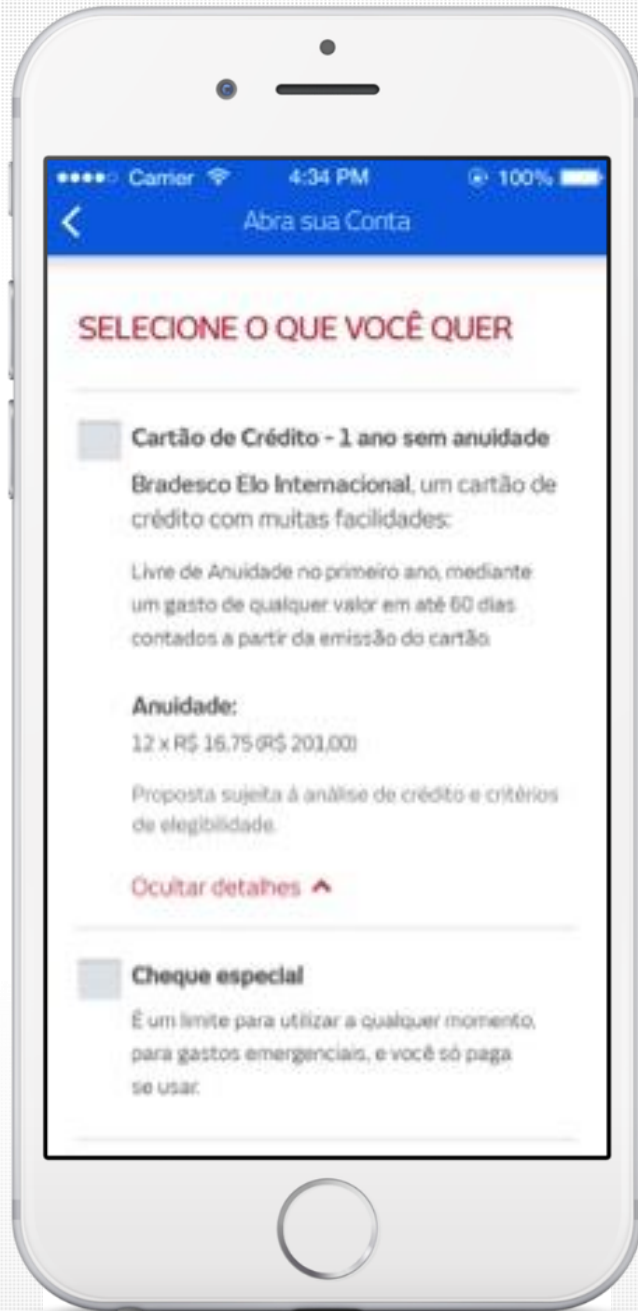 Carrier 4:34 PM 100%
Abra sua Conta
SELECIONE O QUE VOCÊ QUER
Cartão de Crédito - 1 ano sem anuidade
Bradesco Elo Internacional, um cartão de
crédito com muitas facilidades:
Livre de Anuidade no primeiro ano, mediante
um gasto de qualquer valor em até 60 dias
contados a partir da emissão do cartão.
Anuidade:
12 x R$ 16,75 (R$ 201,00)
Proposta sujeita á análise de crédito e critérios
de elegibilidade.
Ocultar detalhes
Cheque especial
É um limite para utilizar a qualquer momento,
para gastos emergenciais, e você só paga
se usar.